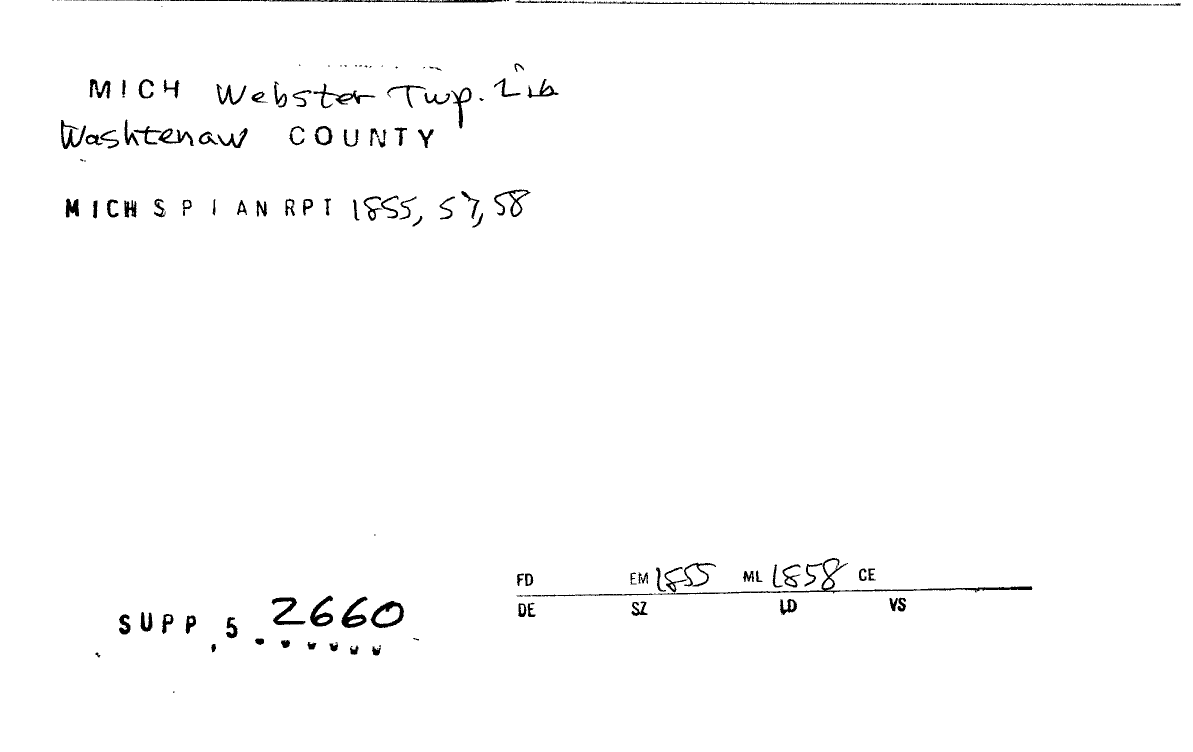 MICH Webster Twp. Lib
Washtenaw COUNTY
MICH S P I AN RPT 1855, 57, 58
FD EM 1855 ML 1858 CE
DE SZ LD VS
SUPP, 5 2660